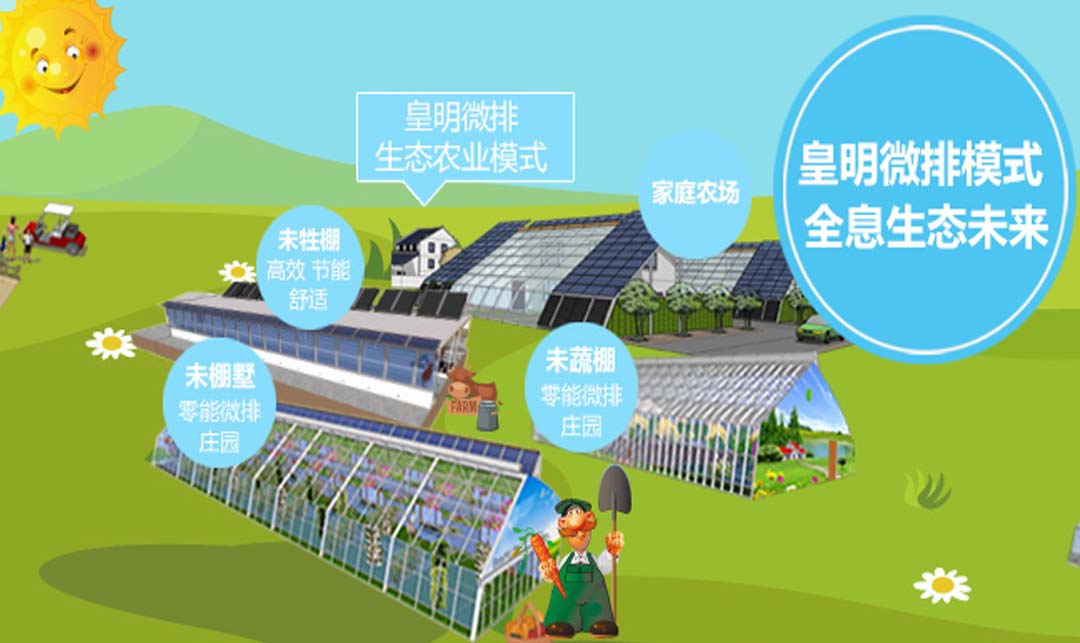 皇明微排
生态农业模式
家庭农场
皇明微排模式
全息生态未来
未牲棚
高效 节能
舒适
未棚墅
零能微排
庄园
未蔬棚
零能微排
庄园
FARM